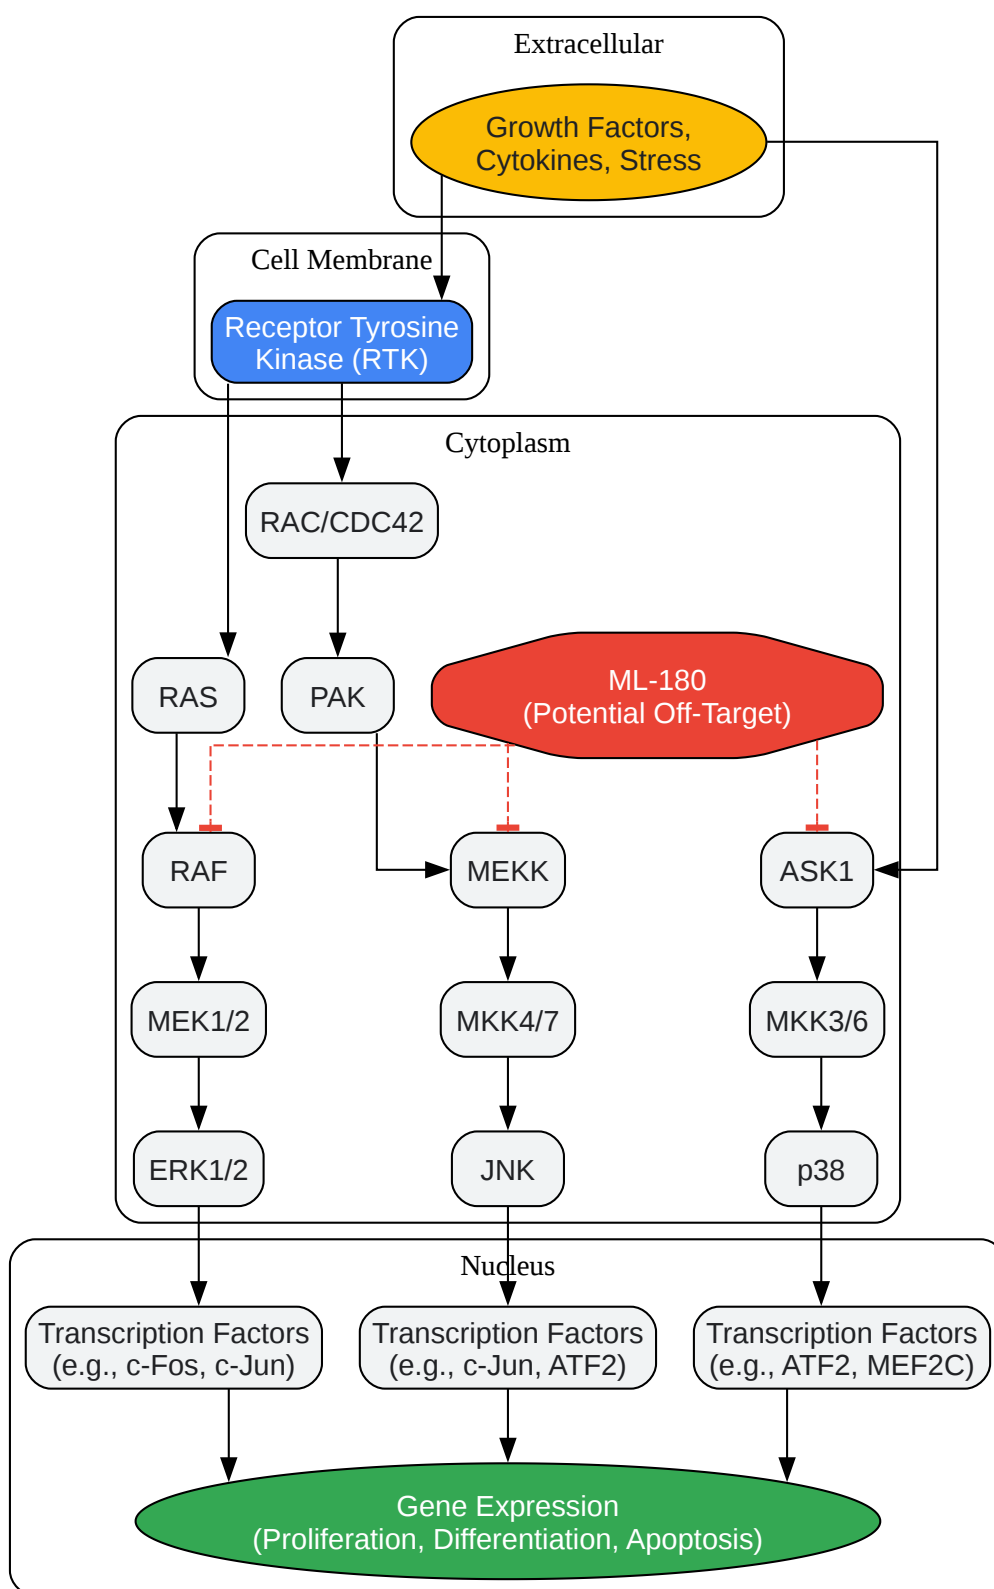 Extracellular
Growth Factors,
Cytokines, Stress
Cell Membrane
Receptor Tyrosine
Kinase (RTK)
Cytoplasm
RAC/CDC42
RAS
PAK
ML-180
(Potential Off-Target)
RAF
MEKK
ASK1
MEK1/2
MKK4/7
MKK3/6
ERK1/2
JNK
p38
Nucleus
Transcription Factors
(e.g., c-Fos, c-Jun)
Transcription Factors
(e.g., c-Jun, ATF2)
Transcription Factors
(e.g., ATF2, MEF2C)
Gene Expression
(Proliferation, Differentiation, Apoptosis)